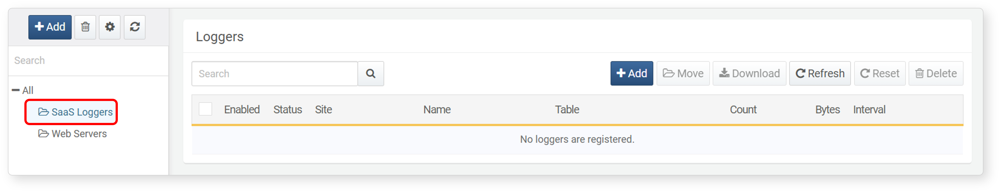 Add
Search
All
SaaS Loggers
Web Servers
Loggers
Search
Add Move Download Refresh Reset Delete
Enabled Status Site Name Table Count Bytes Interval
No loggers are registered.